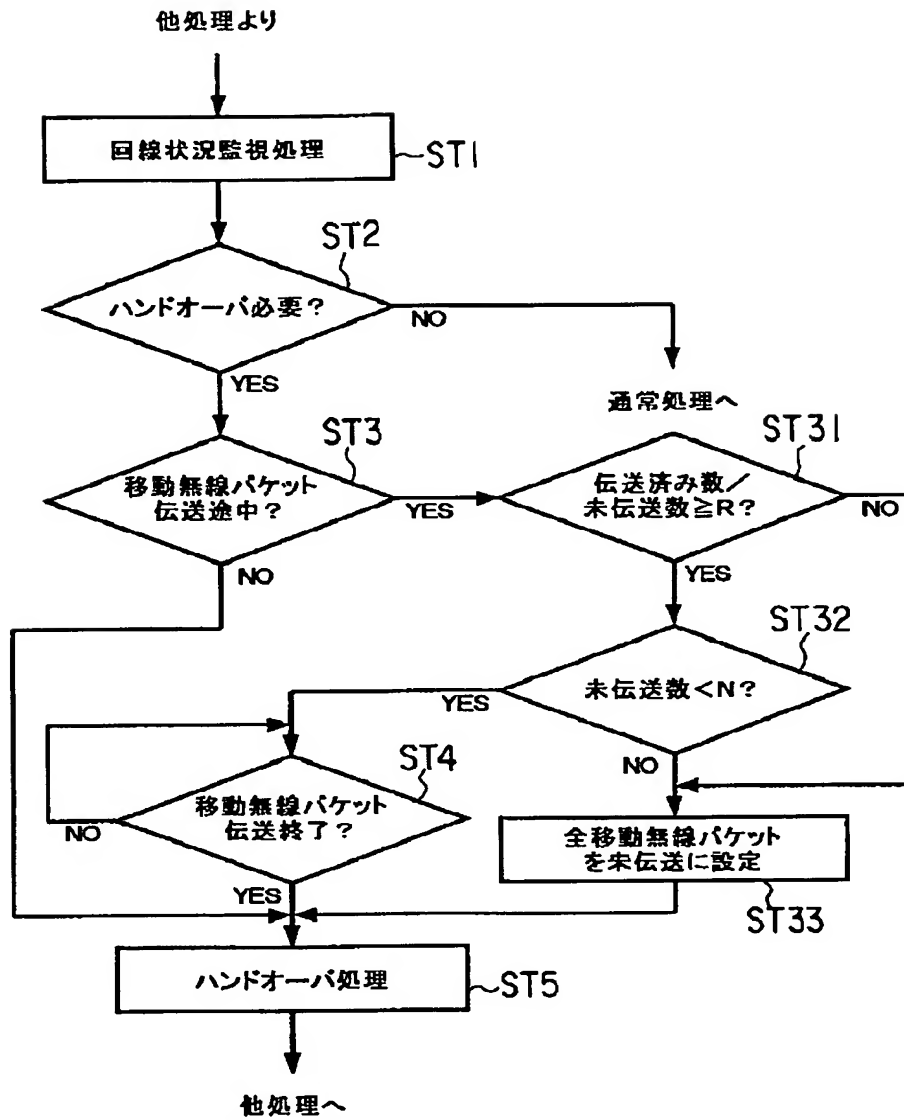 他処理より
回線状況監視処理
ST1
ST2
ハンドオーバ必要?
NO
YES
通常処理へ
ST3
移動無線パケット
伝送途中?
YES
NO
ST31
伝送済み数/
未伝送数≧R?
NO
YES
ST32
未伝送数<N?
YES
NO
ST4
移動無線パケット
伝送終了?
NO
YES
全移動無線パケット
を未伝送に設定
ST33
ハンドオーバ処理
ST5
他処理へ